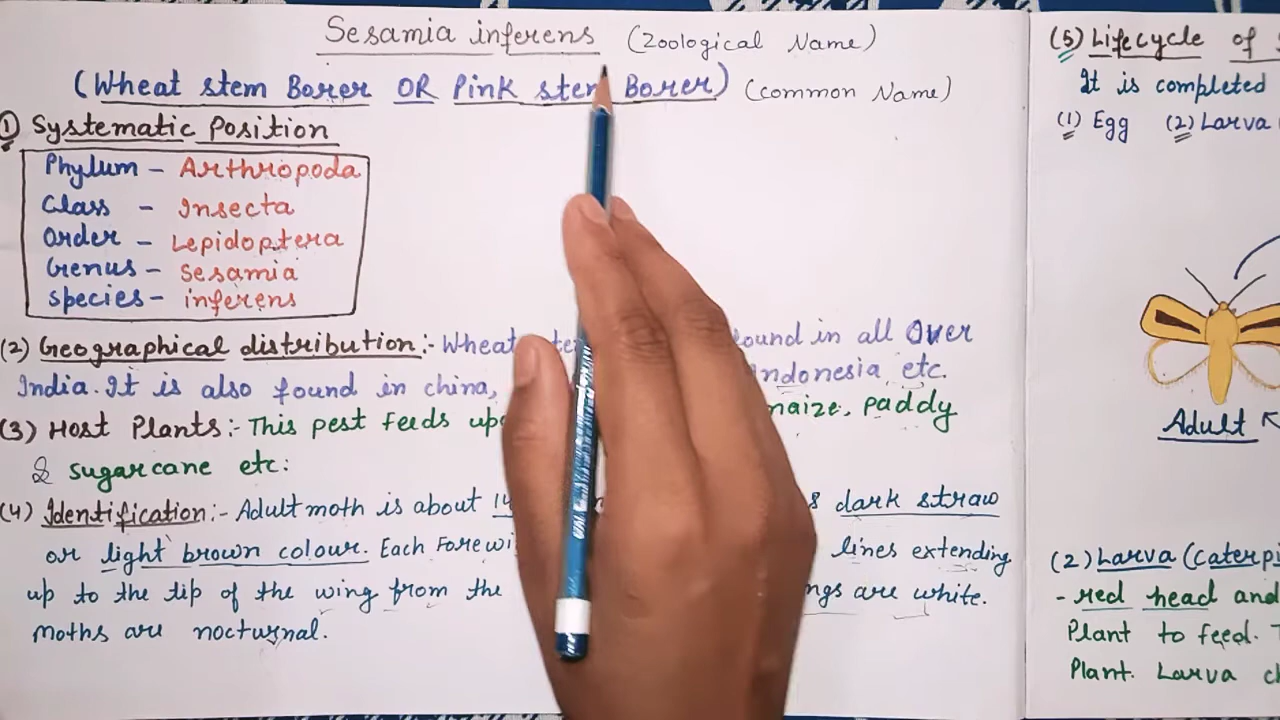 Sesamia inferens (Zoological Name)
(Wheat stem Borer OR Pink stem Borer) (common Name)
① Systematic Position
Phylum - Arthropoda
Class - Insecta
Order - Lepidoptera
Genus - Sesamia
Species - inferens
(2) Geographical distribution:- Wheat found in all over
India. It is also found in china, Indonesia, etc.
(3) Host Plants:- This pest feeds maize, paddy
& sugarcane etc:
(4) Identification:- Adult moth is about dark straw
or light brown colour. Each lines extending
up to the tip of the wing from the are white.
moths are nocturnal.
(5) Lifecycle of
It is completed
(1) Egg (2) Larva
Adult
(2) Larva
- red head and
Plant to feed.
Plant. Larva